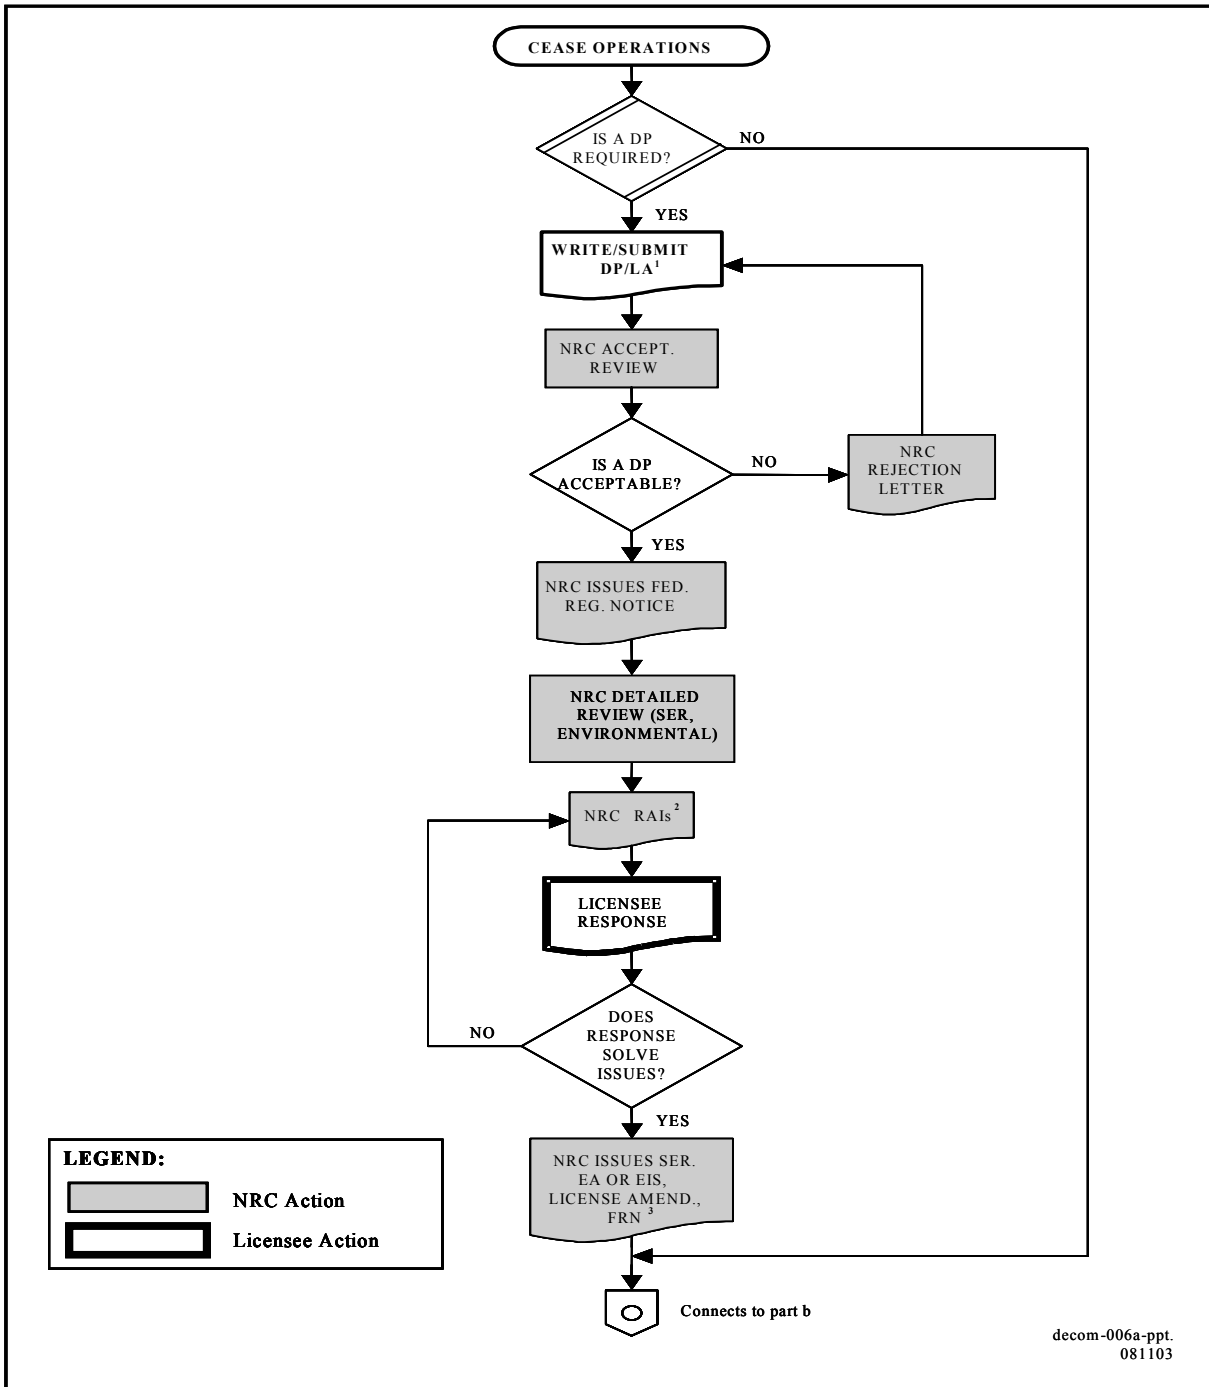 CEASE OPERATIONS
IS A DP
REQUIRED?
NO
YES
WRITE/SUBMIT
DP/LA1
NRC ACCEPT.
REVIEW
IS A DP
ACCEPTABLE?
NO
NRC
REJECTION
LETTER
YES
NRC ISSUES FED.
REG. NOTICE
NRC DETAILED
REVIEW (SER,
ENVIRONMENTAL)
NRC RAIs2
LICENSEE
RESPONSE
DOES
RESPONSE
SOLVE
ISSUES?
NO
YES
NRC ISSUES SER.
EA OR EIS,
LICENSE AMEND.,
FRN 3
LEGEND:
NRC Action
Licensee Action
Connects to part b
decom-006a-ppt.
081103